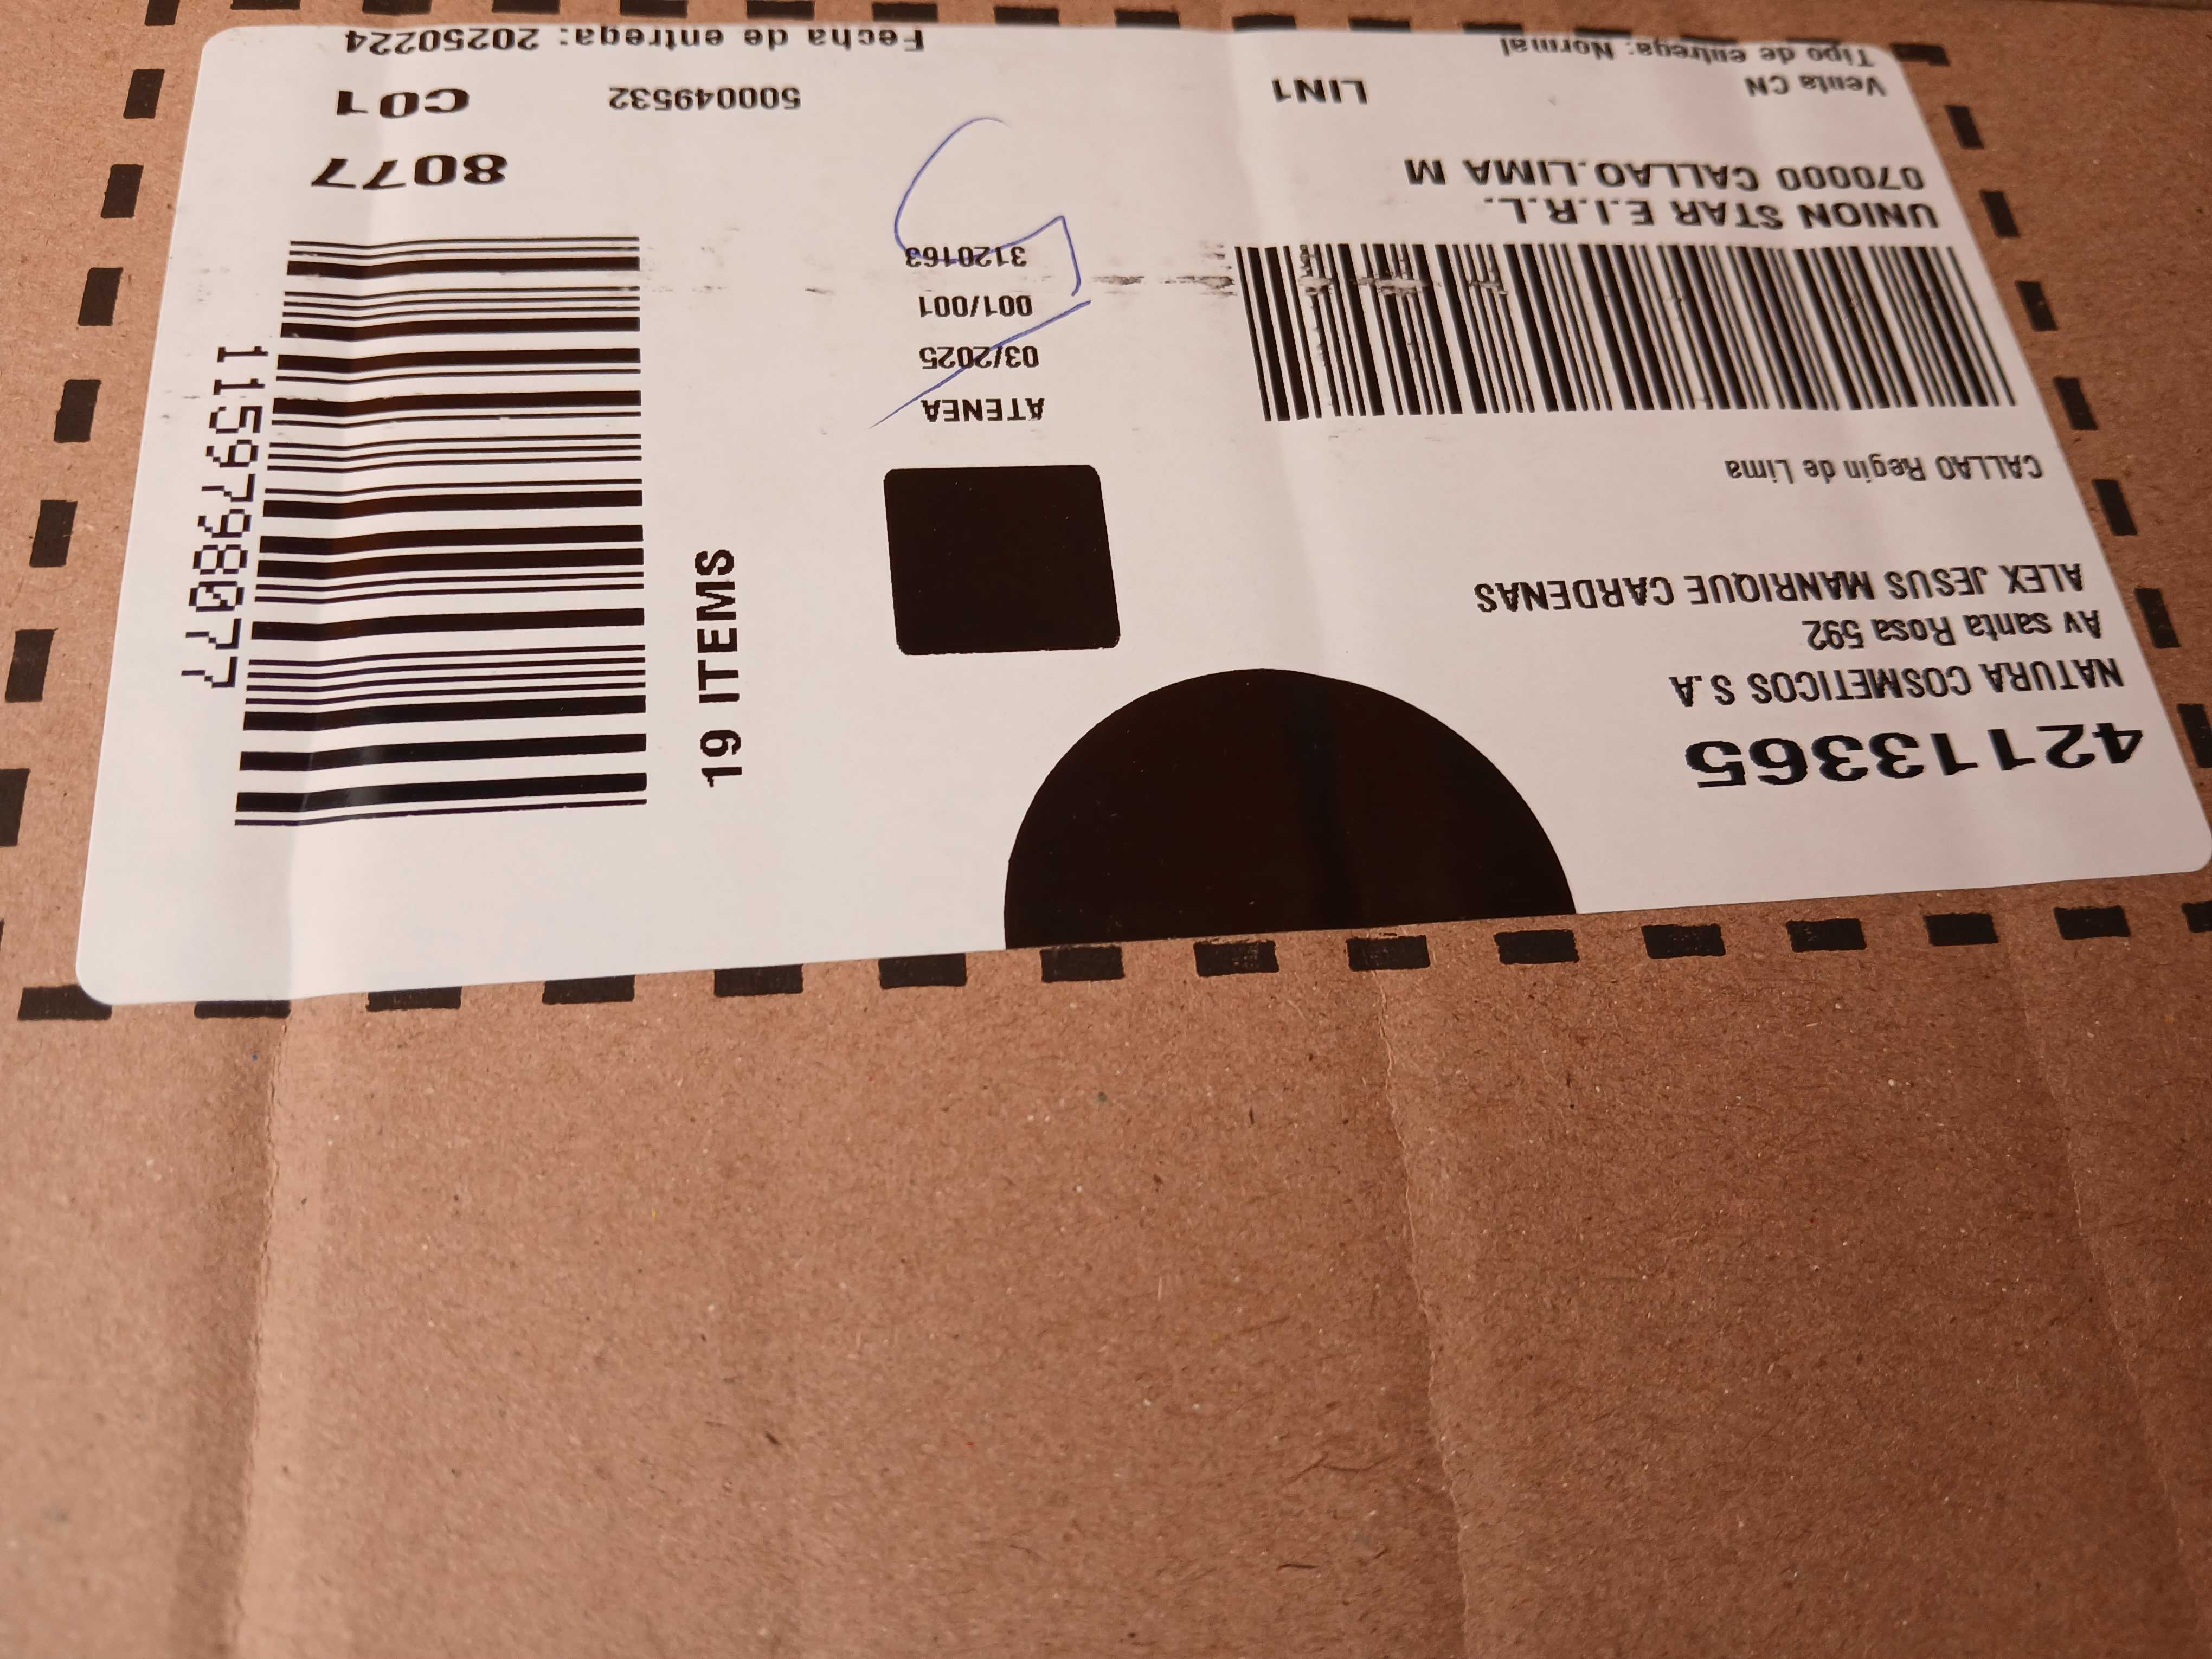 42113365
NATURA COSMETICOS S.A
Av santa Rosa 592
ALEX JESUS MANRIQUE CARDENAS
CALLAO Regin de Lima
UNION STAR E.I.R.L.
070000 CALLAO.LIMA M
Venta CN
LIN1
Tipo de entrega: Normal
ATENEA
03/2025
001/001
3120163
19 ITEMS
1159798077
8077
500049532
C01
Fecha de entrega: 20250224